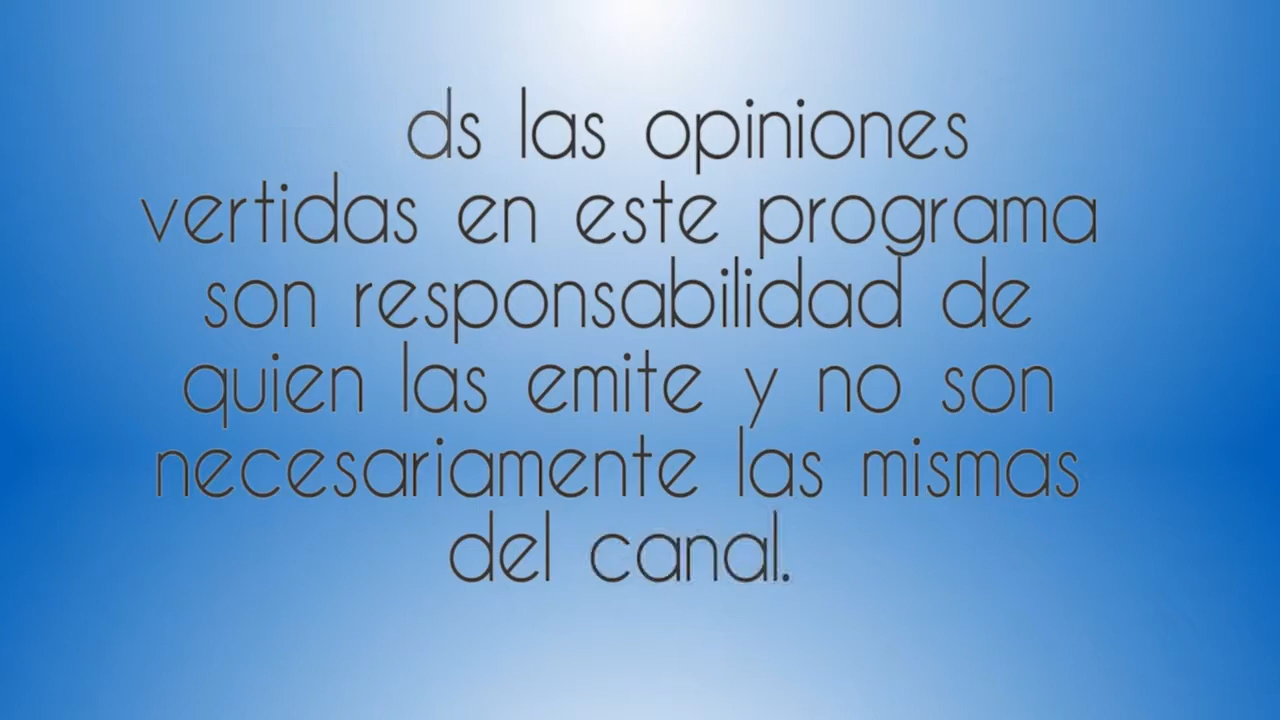 ds las opiniones
vertidas en este programa
son responsabilidad de
quien las emite y no son
necesariamente las mismas
del canal.